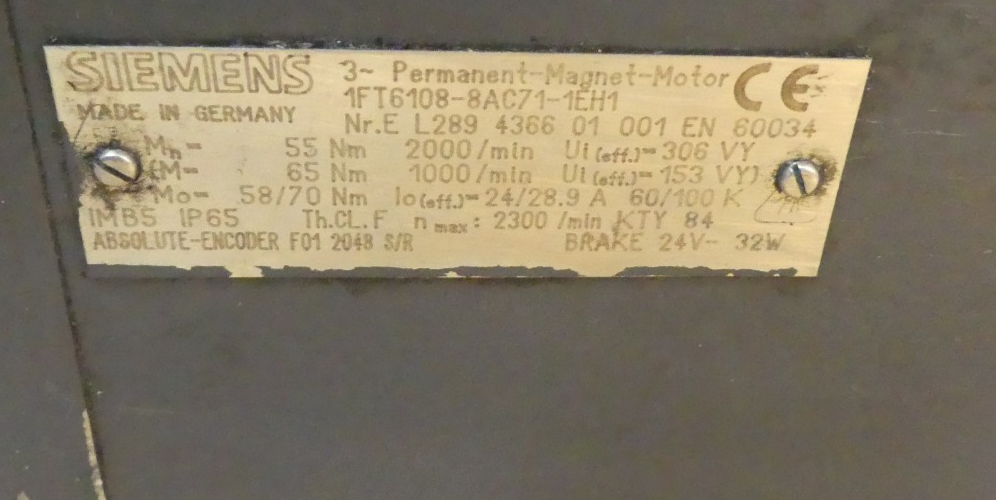 SIEMENS 3~ Permanent-Magnet-Motor CE
1FT6108-8AC71-1EH1
MADE IN GERMANY
Nr.E L289 4366 01 001 EN 60034
Mn= 55 Nm 2000/min Ui(eff.)= 306 VY
(M= 65 Nm 1000/min Ui(eff.)= 153 VY)
Mo= 58/70 Nm Io(eff.)= 24/28.9 A 60/100 K
IMB5 IP65 Th.CL.F n max: 2300 /min KTY 84
ABSOLUTE-ENCODER F01 2048 S/R BRAKE 24V- 32W